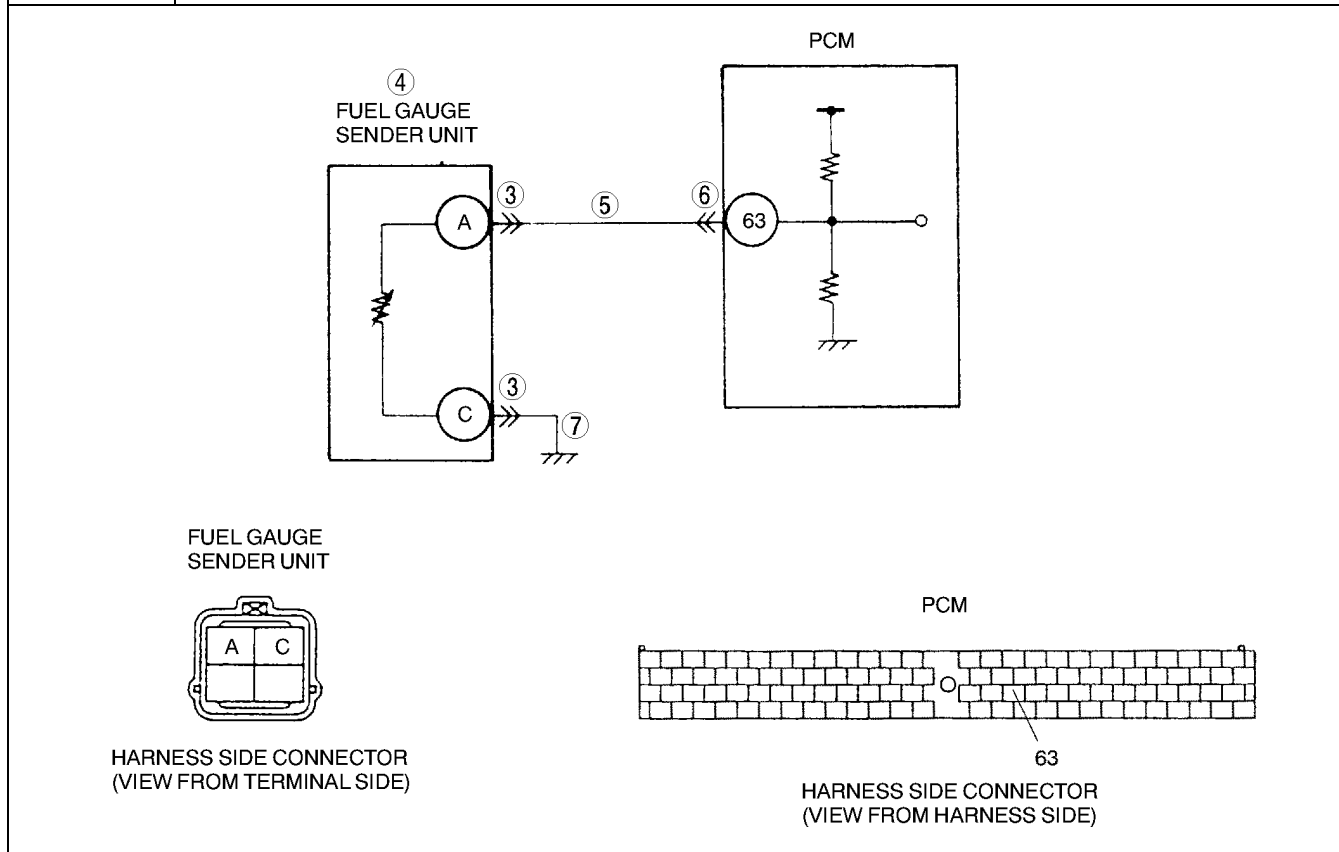 PCM
④
FUEL GAUGE
SENDER UNIT
③
⑤
⑥
A
63
③
C
⑦
FUEL GAUGE
SENDER UNIT
A C
HARNESS SIDE CONNECTOR
(VIEW FROM TERMINAL SIDE)
PCM
63
HARNESS SIDE CONNECTOR
(VIEW FROM HARNESS SIDE)